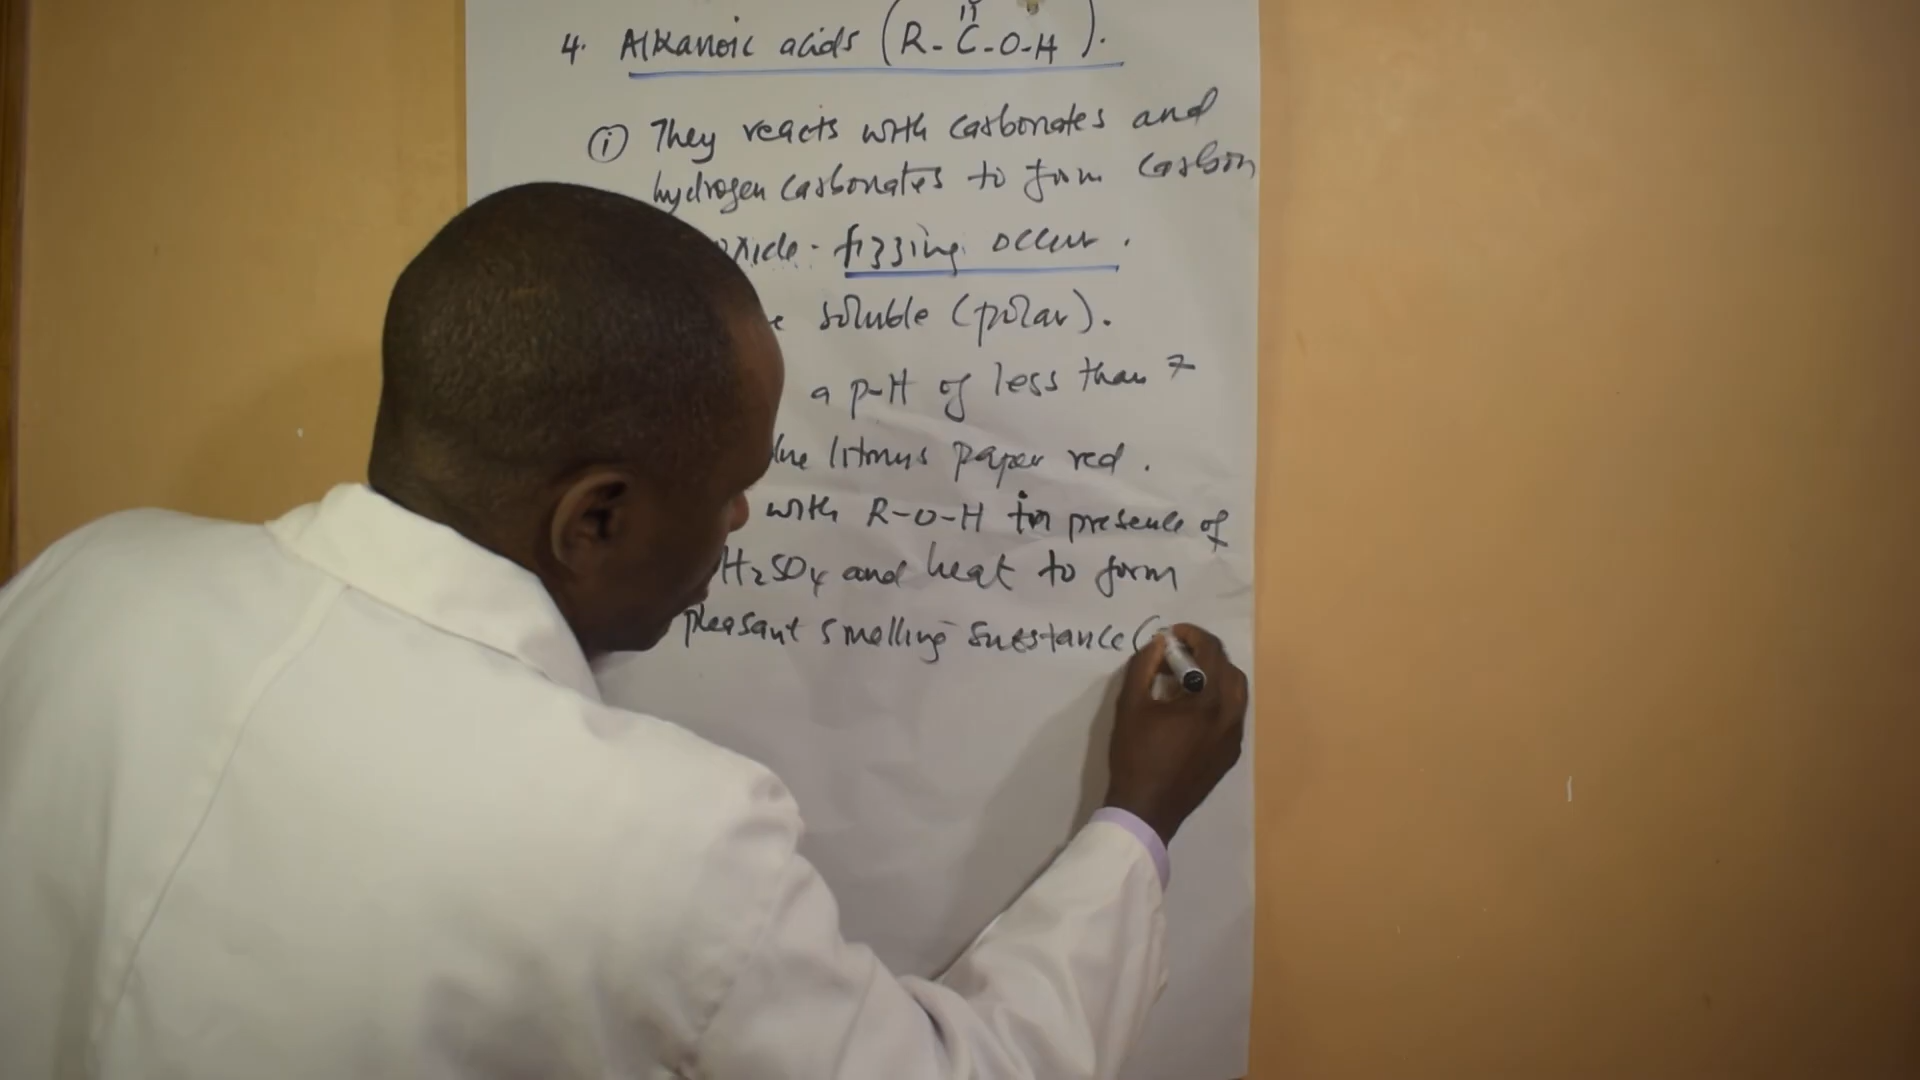 4. Alkanoic acids (R-C-O-H).
(i) They reacts with carbonates and
hydrogen carbonates to form carbon
oxide - fizzing occur.
soluble (polar).
a p-H of less than 7
litmus paper red.
with R-O-H in presence of
H2SO4 and heat to form
pleasant smelling substance (